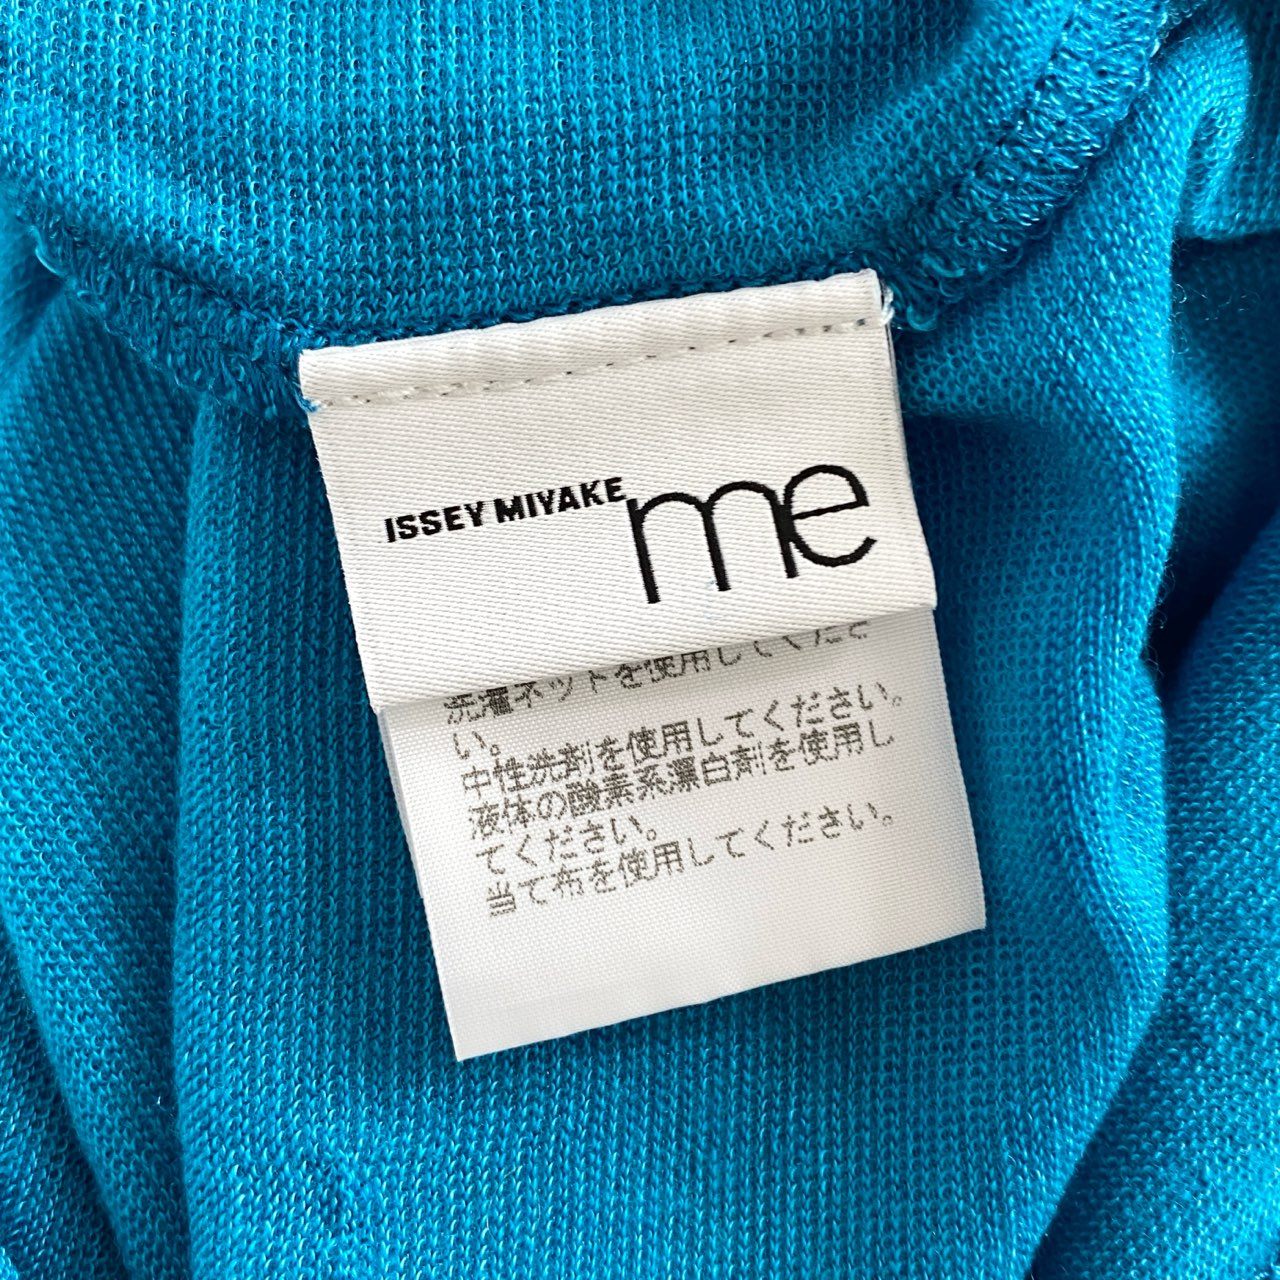 ISSEY MIYAKE me
洗濯ネットを使用してくださ
い。
中性洗剤を使用してください。
液体の酸素系漂白剤を使用し
てください。
当て布を使用してください。